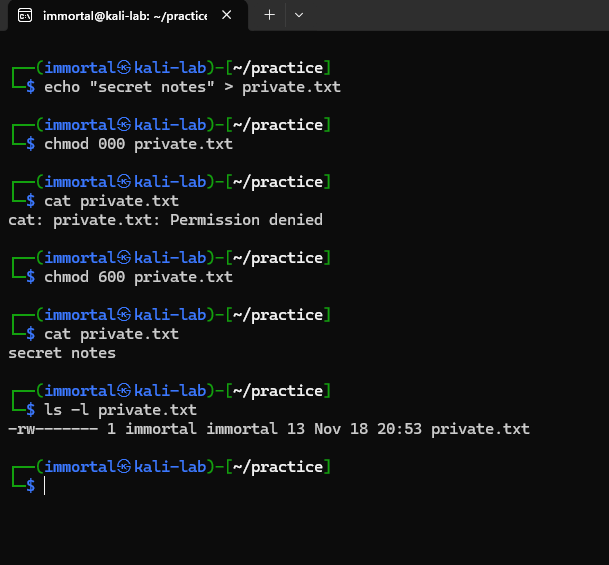 immortal@kali-lab: ~/practice
┌──(immortal㉿kali-lab)-[~/practice]
└─$ echo "secret notes" > private.txt
┌──(immortal㉿kali-lab)-[~/practice]
└─$ chmod 000 private.txt
┌──(immortal㉿kali-lab)-[~/practice]
└─$ cat private.txt
cat: private.txt: Permission denied
┌──(immortal㉿kali-lab)-[~/practice]
└─$ chmod 600 private.txt
┌──(immortal㉿kali-lab)-[~/practice]
└─$ cat private.txt
secret notes
┌──(immortal㉿kali-lab)-[~/practice]
└─$ ls -l private.txt
-rw------- 1 immortal immortal 13 Nov 18 20:53 private.txt
┌──(immortal㉿kali-lab)-[~/practice]
└─$